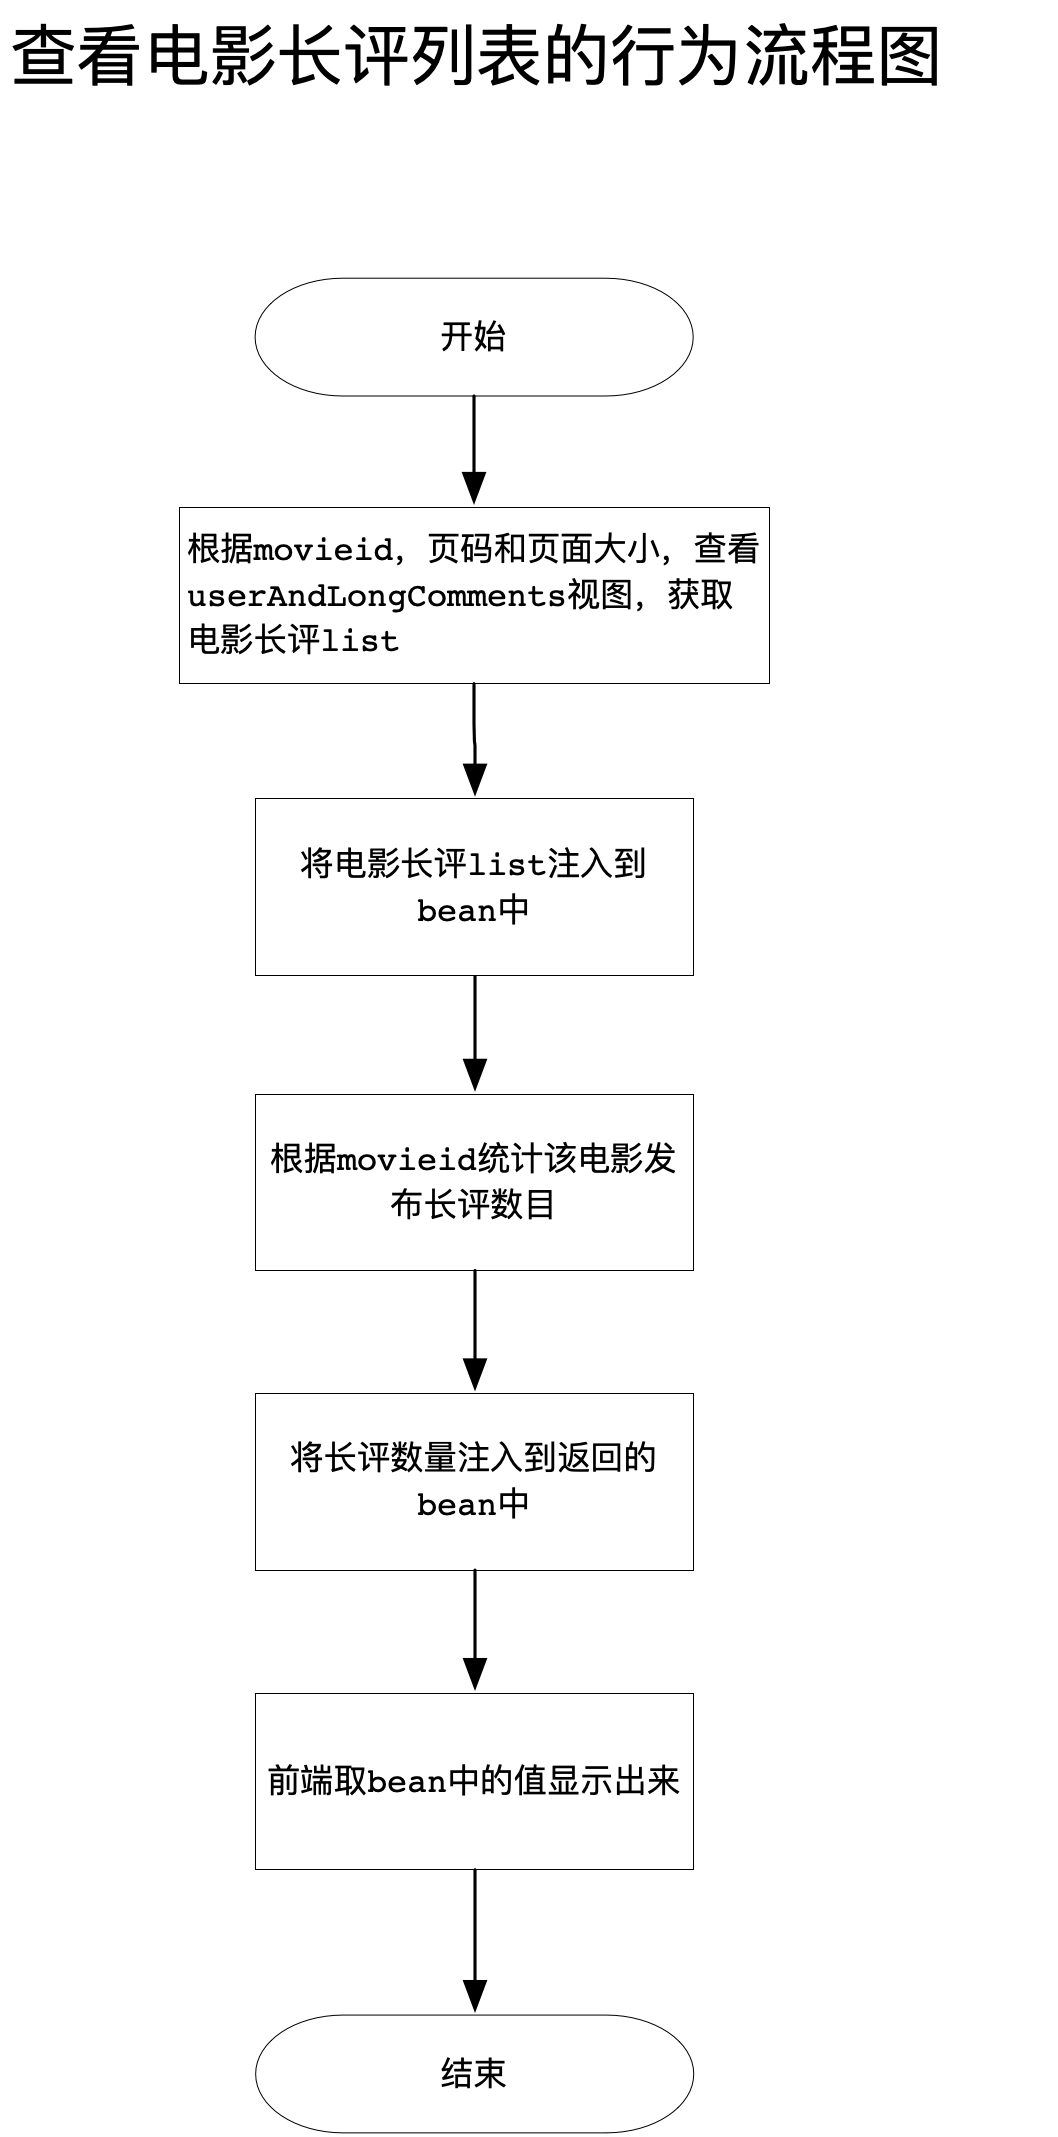 查看电影长评列表的行为流程图
开始
根据movieid，页码和页面大小，查看
userAndLongComments视图，获取
电影长评list
将电影长评list注入到
bean中
根据movieid统计该电影发
布长评数目
将长评数量注入到返回的
bean中
前端取bean中的值显示出来
结束